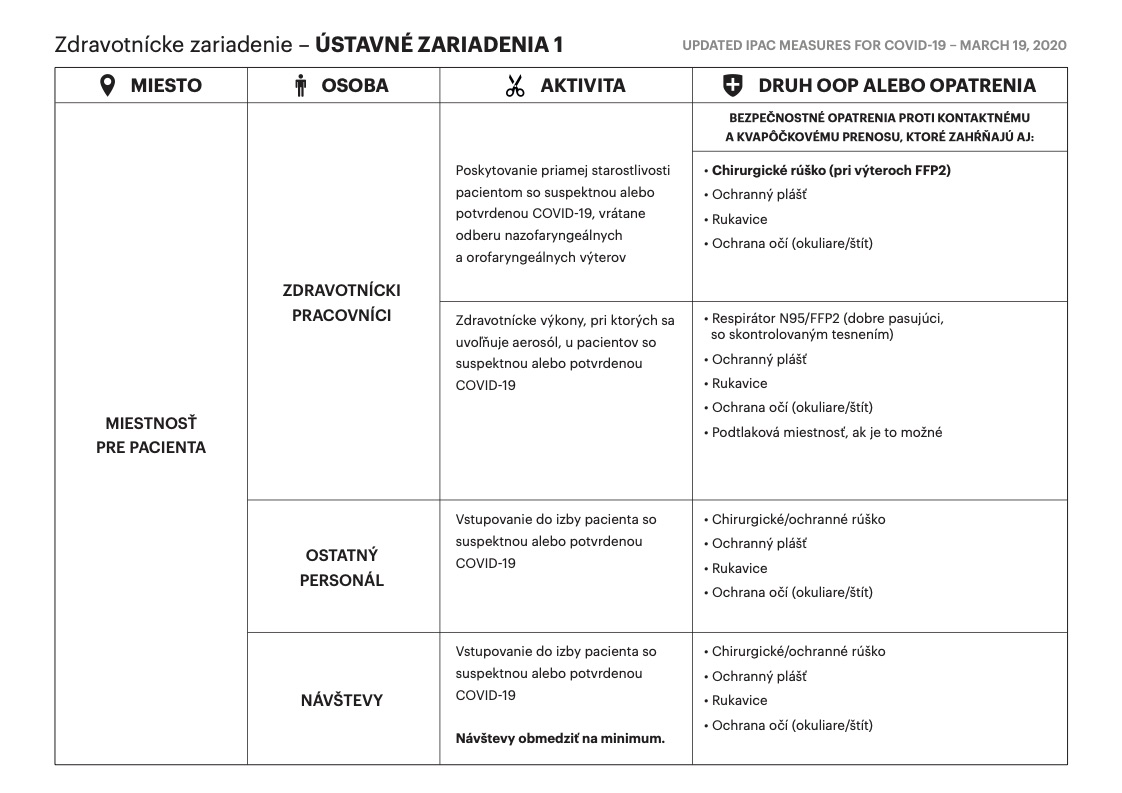 Zdravotnícke zariadenie – ÚSTAVNÉ ZARIADENIA 1
UPDATED IPAC MEASURES FOR COVID-19 – MARCH 19, 2020
MIESTO
OSOBA
AKTIVITA
DRUH OOP ALEBO OPATRENIA
BEZPEČNOSTNÉ OPATRENIA PROTI KONTAKTNÉMU
A KVAPÔČKOVÉMU PRENOSU, KTORÉ ZAHŔŇAJÚ AJ:
MIESTNOSŤ
PRE PACIENTA
ZDRAVOTNÍCKI
PRACOVNÍCI
Poskytovanie priamej starostlivosti
pacientom so suspektnou alebo
potvrdenou COVID-19, vrátane
odberu nazofaryngeálnych
a orofaryngeálnych výterov
• Chirurgické rúško (pri výteroch FFP2)
• Ochranný plášť
• Rukavice
• Ochrana očí (okuliare/štít)
Zdravotnícke výkony, pri ktorých sa
uvoľňuje aerosól, u pacientov so
suspektnou alebo potvrdenou
COVID-19
• Respirátor N95/FFP2 (dobre pasujúci,
so skontrolovaným tesnením)
• Ochranný plášť
• Rukavice
• Ochrana očí (okuliare/štít)
• Podtlaková miestnosť, ak je to možné
OSTATNÝ
PERSONÁL
Vstupovanie do izby pacienta so
suspektnou alebo potvrdenou
COVID-19
• Chirurgické/ochranné rúško
• Ochranný plášť
• Rukavice
• Ochrana očí (okuliare/štít)
NÁVŠTEVY
Vstupovanie do izby pacienta so
suspektnou alebo potvrdenou
COVID-19
Návštevy obmedziť na minimum.
• Chirurgické/ochranné rúško
• Ochranný plášť
• Rukavice
• Ochrana očí (okuliare/štít)